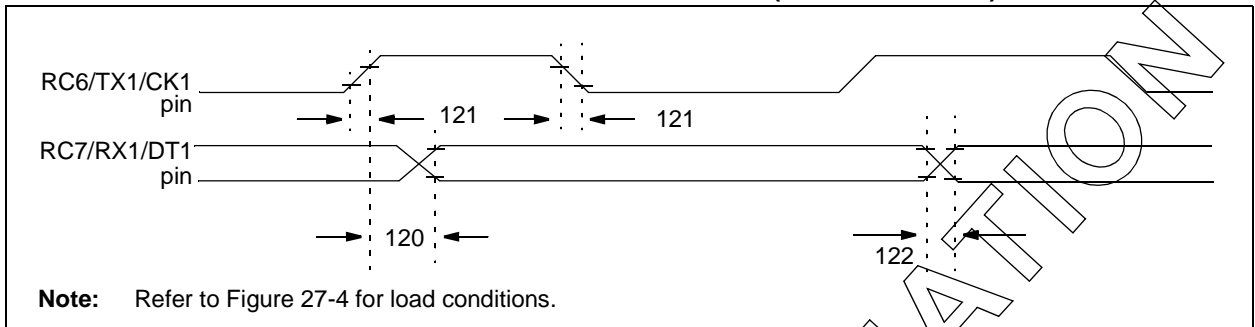 RC6/TX1/CK1
pin
121
121
RC7/RX1/DT1
pin
120
122
Note: Refer to Figure 27-4 for load conditions.